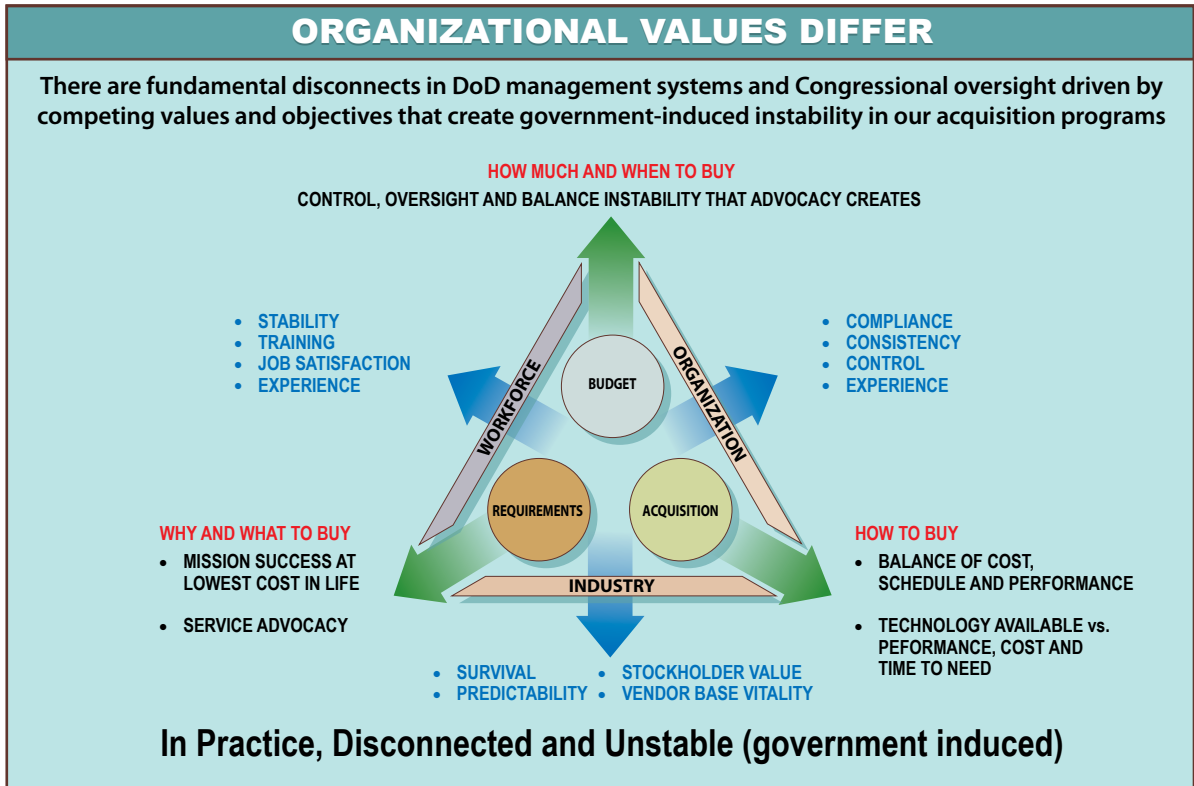 ORGANIZATIONAL VALUES DIFFER
There are fundamental disconnects in DoD management systems and Congressional oversight driven by
competing values and objectives that create government-induced instability in our acquisition programs
HOW MUCH AND WHEN TO BUY
CONTROL, OVERSIGHT AND BALANCE INSTABILITY THAT ADVOCACY CREATES
• STABILITY
• TRAINING
• JOB SATISFACTION
• EXPERIENCE
• COMPLIANCE
• CONSISTENCY
• CONTROL
• EXPERIENCE
WORKFORCE
BUDGET
ORGANIZATION
REQUIREMENTS
ACQUISITION
INDUSTRY
WHY AND WHAT TO BUY
• MISSION SUCCESS AT
LOWEST COST IN LIFE
• SERVICE ADVOCACY
HOW TO BUY
• BALANCE OF COST,
SCHEDULE AND PERFORMANCE
• TECHNOLOGY AVAILABLE vs.
PEFORMANCE, COST AND
TIME TO NEED
• SURVIVAL
• PREDICTABILITY
• STOCKHOLDER VALUE
• VENDOR BASE VITALITY
In Practice, Disconnected and Unstable (government induced)